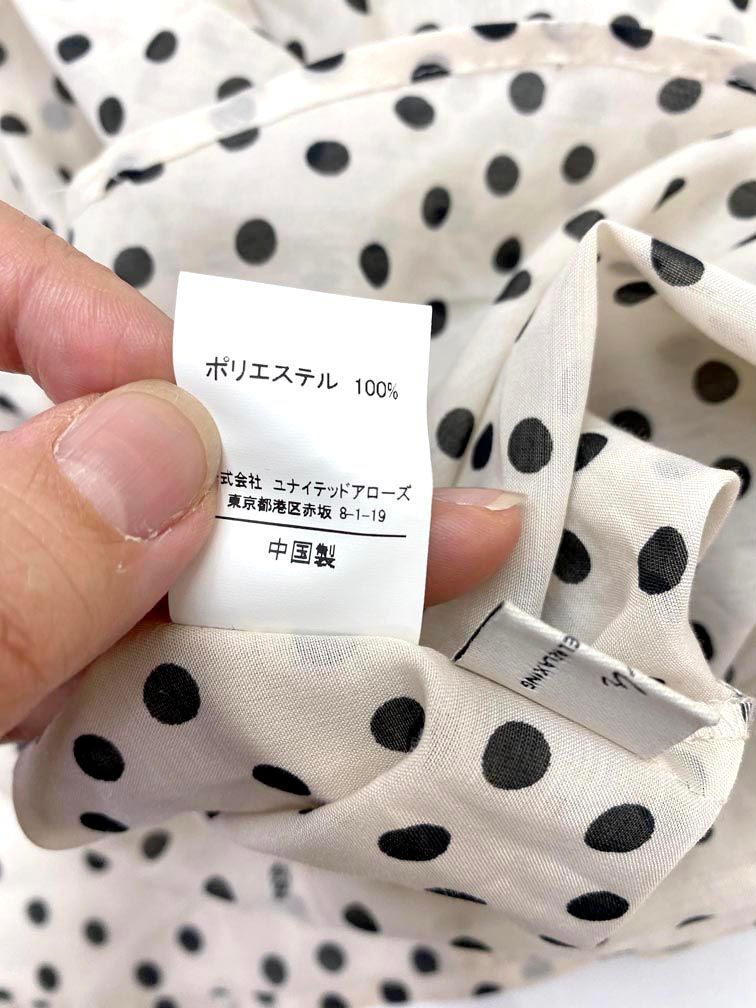 ポリエステル 100%
式会社 ユナイテッドアローズ
東京都港区赤坂 8-1-19
中国製
RELAXING